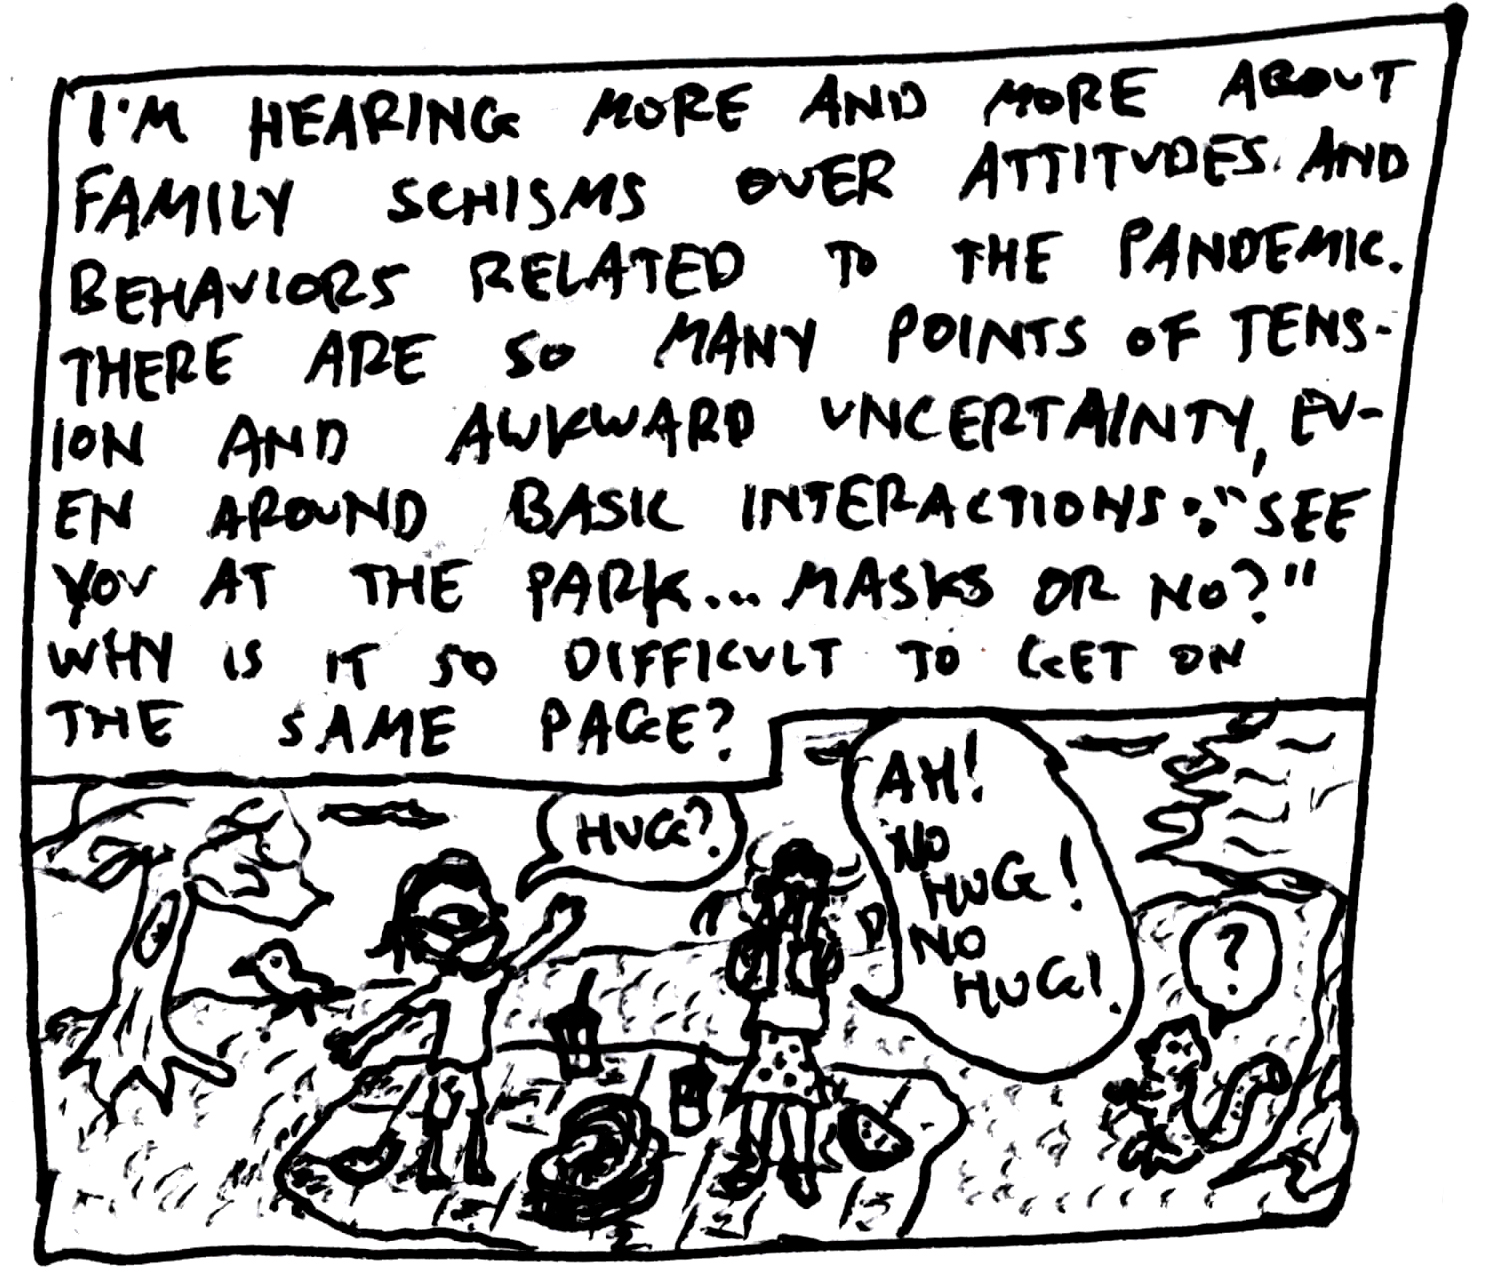 I'M HEARING MORE AND MORE ABOUT
FAMILY SCHISMS OVER ATTITUDES AND
BEHAVIORS RELATED TO THE PANDEMIC.
THERE ARE SO MANY POINTS OF TENS-
ION AND AWKWARD UNCERTAINTY, EV-
EN AROUND BASIC INTERACTIONS: "SEE
YOU AT THE PARK... MASKS OR NO?"
WHY IS IT SO DIFFICULT TO GET ON
THE SAME PAGE?
HUG?
AH!
NO
HUG!
NO
HUG!
?